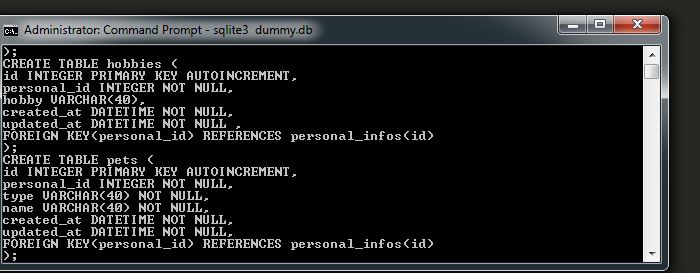 Administrator: Command Prompt - sqlite3  dummy.db
);
CREATE TABLE hobbies (
id INTEGER PRIMARY KEY AUTOINCREMENT,
personal_id INTEGER NOT NULL,
hobby VARCHAR(40),
created_at DATETIME NOT NULL,
updated_at DATETIME NOT NULL ,
FOREIGN KEY(personal_id) REFERENCES personal_infos(id)
);
CREATE TABLE pets (
id INTEGER PRIMARY KEY AUTOINCREMENT,
personal_id INTEGER NOT NULL,
type VARCHAR(40) NOT NULL,
name VARCHAR(40) NOT NULL,
created_at DATETIME NOT NULL,
updated_at DATETIME NOT NULL,
FOREIGN KEY(personal_id) REFERENCES personal_infos(id)
);